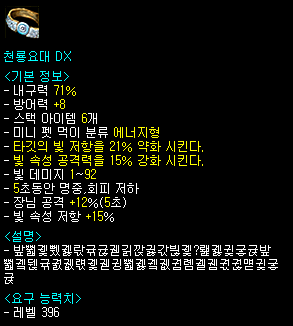 천룡요대 DX
<기본 정보>
- 내구력 71%
- 방어력 +8
- 스택 아이템 6개
- 미니 펫 먹이 분류 에너지형
- 타깃의 빛 저항을 21% 약화 시킨다.
- 빛 속성 공격력을 15% 강화 시킨다.
- 빛 데미지 1~92
- 5초동안 명중,회피 저하
- 장님 공격 +12%(5초)
- 빛 속성 저항 +15%
<설명>
<요구 능력치>
- 레벨 396